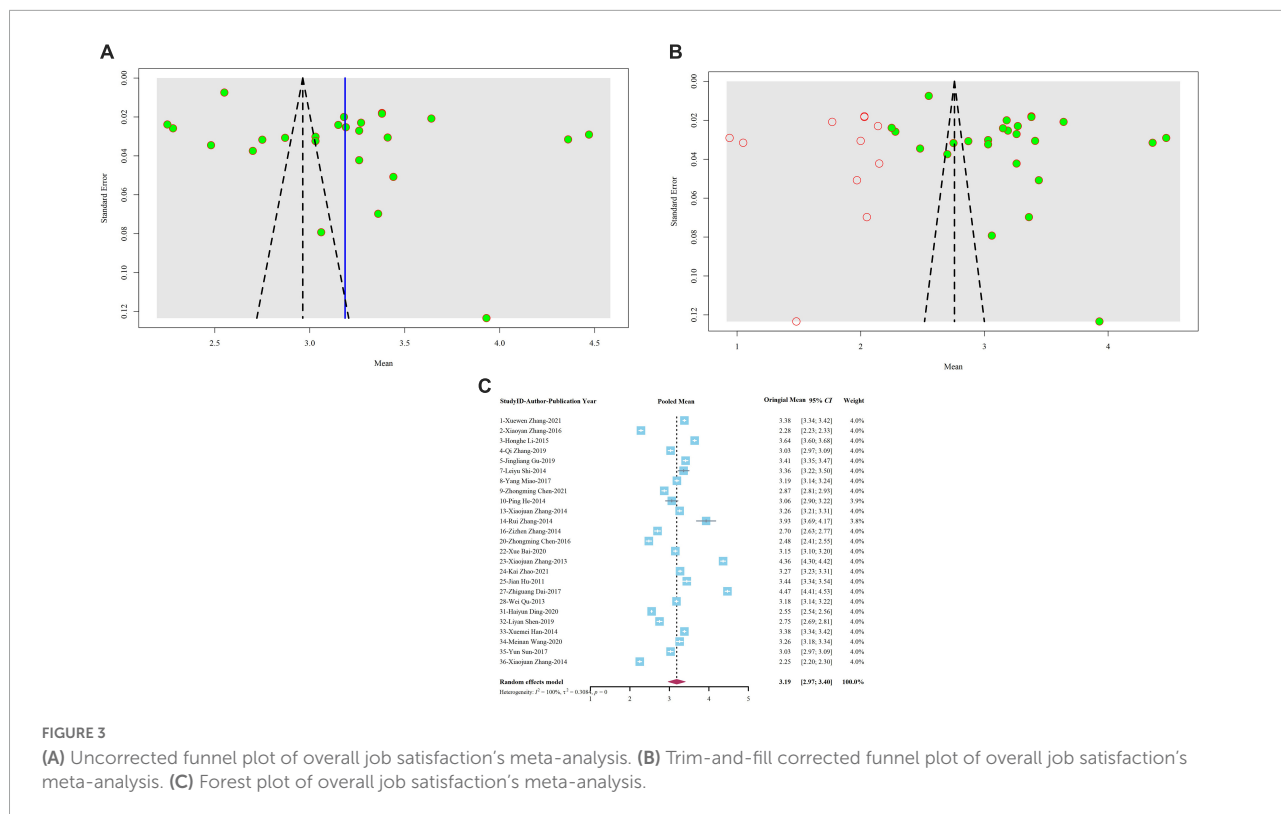 A
0.00
0.02
0.04
0.06
0.08
0.10
0.12
Standard Error
2.5 3.0 3.5 4.0 4.5
Mean
B
0.00
0.02
0.04
0.06
0.08
0.10
0.12
Standard Error
1 2 3 4
Mean
C
StudyID-Author-Publication Year Pooled Mean Oringial Mean 95% CI Weight
1-Xuewen Zhang-2021 3.38 [3.34; 3.42] 4.0%
2-Xiaoyan Zhang-2016 2.28 [2.23; 2.33] 4.0%
3-Honghe Li-2015 3.64 [3.60; 3.68] 4.0%
4-Qi Zhang-2019 3.03 [2.97; 3.09] 4.0%
5-Jingliang Gu-2019 3.41 [3.35; 3.47] 4.0%
7-Leiyu Shi-2014 3.36 [3.22; 3.50] 4.0%
8-Yang Miao-2017 3.19 [3.14; 3.24] 4.0%
9-Zhongming Chen-2021 2.87 [2.81; 2.93] 4.0%
10-Ping He-2014 3.06 [2.90; 3.22] 3.9%
13-Xiaojuan Zhang-2014 3.26 [3.21; 3.31] 4.0%
14-Rui Zhang-2014 3.93 [3.69; 4.17] 3.8%
16-Zizhen Zhang-2014 2.70 [2.63; 2.77] 4.0%
20-Zhongming Chen-2016 2.48 [2.41; 2.55] 4.0%
22-Xue Bai-2020 3.15 [3.10; 3.20] 4.0%
23-Xiaojuan Zhang-2013 4.36 [4.30; 4.42] 4.0%
24-Kai Zhao-2021 3.27 [3.23; 3.31] 4.0%
25-Jian Hu-2011 3.44 [3.34; 3.54] 4.0%
27-Zhiguang Dai-2017 4.47 [4.41; 4.53] 4.0%
28-Wei Qu-2013 3.18 [3.14; 3.22] 4.0%
31-Haiyun Ding-2020 2.55 [2.54; 2.56] 4.0%
32-Liyan Shen-2019 2.75 [2.69; 2.81] 4.0%
33-Xuemei Han-2014 3.38 [3.34; 3.42] 4.0%
34-Meinan Wang-2020 3.26 [3.18; 3.34] 4.0%
35-Yun Sun-2017 3.03 [2.97; 3.09] 4.0%
36-Xiaojuan Zhang-2014 2.25 [2.20; 2.30] 4.0%
Random effects model 3.19 [2.97; 3.40] 100.0%
Heterogeneity: I² = 100%, τ² = 0.3084, p = 0
1 2 3 4 5
FIGURE 3
(A) Uncorrected funnel plot of overall job satisfaction's meta-analysis. (B) Trim-and-fill corrected funnel plot of overall job satisfaction's
meta-analysis. (C) Forest plot of overall job satisfaction's meta-analysis.